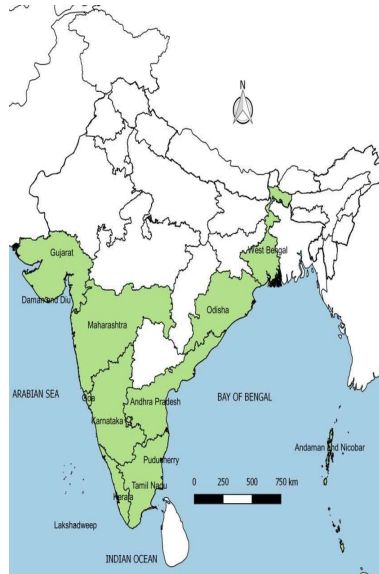 N
Gujarat
West Bengal
Daman and Diu
Odisha
Maharashtra
ARABIAN SEA
Goa
Andhra Pradesh
BAY OF BENGAL
Karnataka
Andaman and Nicobar
Puducherry
0 250 500 750 km
Tamil Nadu
Kerala
Lakshadweep
INDIAN OCEAN